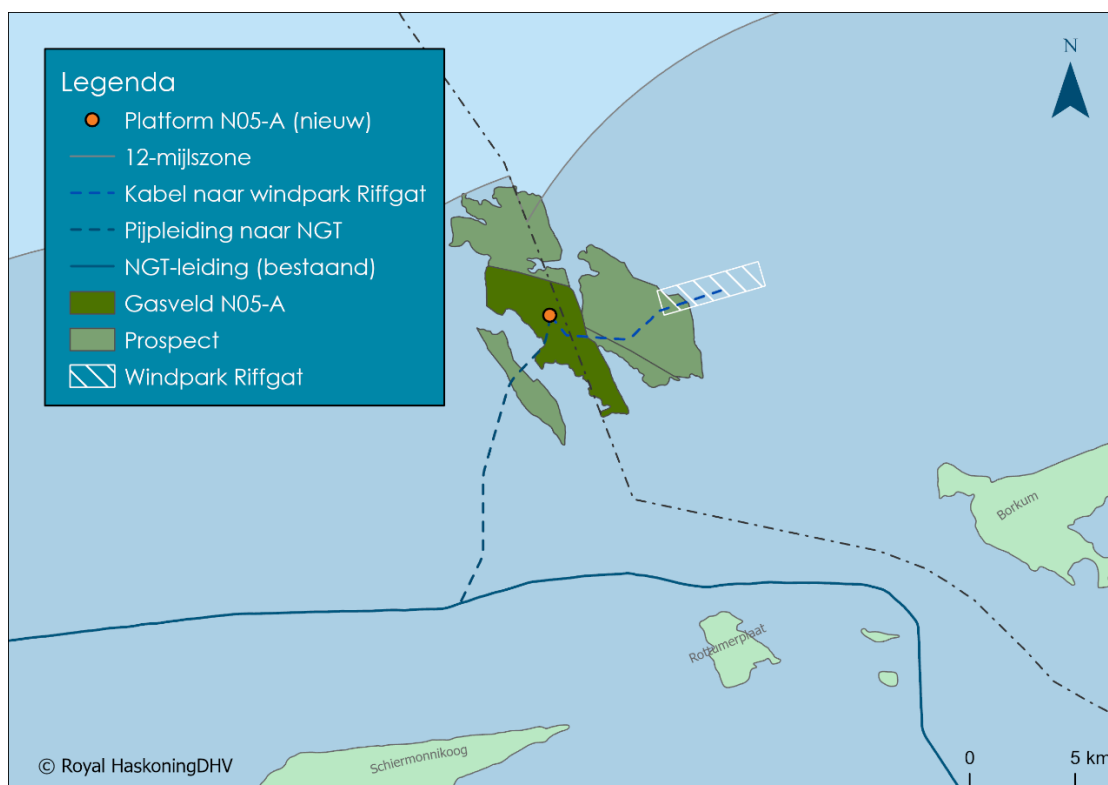 N
Legenda
Platform N05-A (nieuw)
12-mijlszone
Kabel naar windpark Riffgat
Pijpleiding naar NGT
NGT-leiding (bestaand)
Gasveld N05-A
Prospect
Windpark Riffgat
Borkum
Rottumerplaat
Schiermonnikoog
© Royal HaskoningDHV
0 5 km